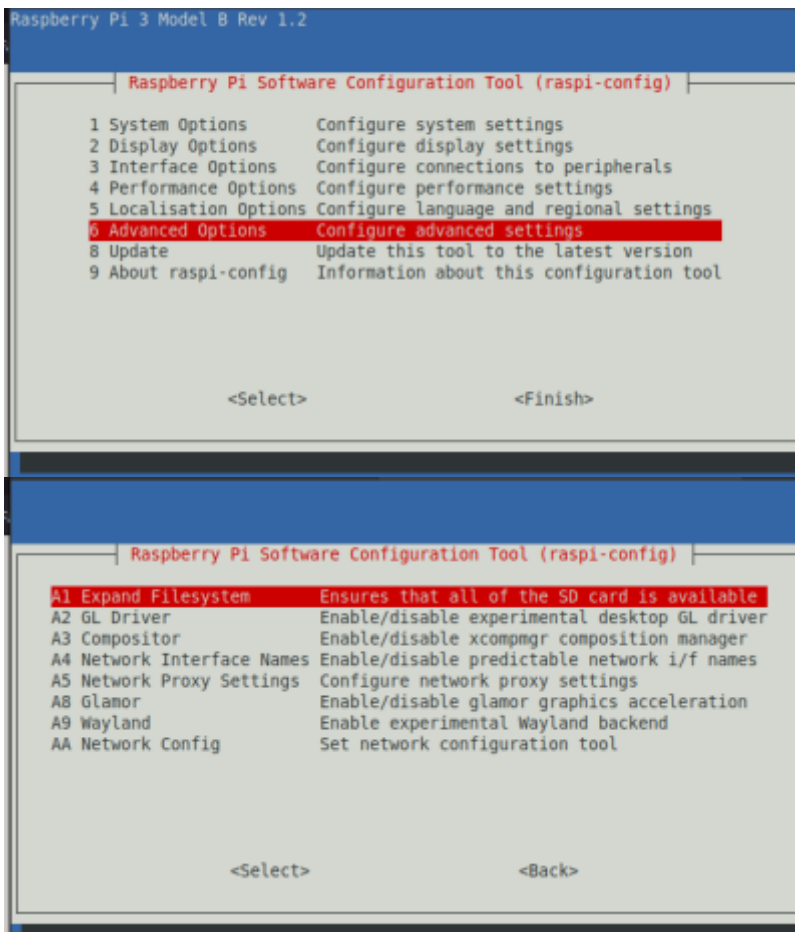 Raspberry Pi 3 Model B Rev 1.2
Raspberry Pi Software Configuration Tool (raspi-config)
1 System Options Configure system settings
2 Display Options Configure display settings
3 Interface Options Configure connections to peripherals
4 Performance Options Configure performance settings
5 Localisation Options Configure language and regional settings
6 Advanced Options Configure advanced settings
8 Update Update this tool to the latest version
9 About raspi-config Information about this configuration tool
<Select> <Finish>
Raspberry Pi Software Configuration Tool (raspi-config)
A1 Expand Filesystem Ensures that all of the SD card is available
A2 GL Driver Enable/disable experimental desktop GL driver
A3 Compositor Enable/disable xcompmgr composition manager
A4 Network Interface Names Enable/disable predictable network i/f names
A5 Network Proxy Settings Configure network proxy settings
A8 Glamor Enable/disable glamor graphics acceleration
A9 Wayland Enable experimental Wayland backend
AA Network Config Set network configuration tool
<Select> <Back>